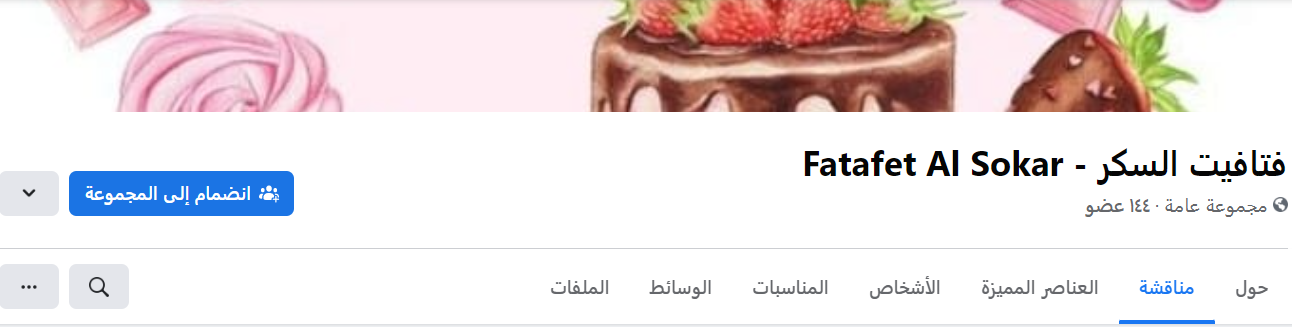 فتافيت السكر - Fatafet Al Sokar
مجموعة عامة · ١٤٤ عضو
انضمام إلى المجموعة
حول
مناقشة
العناصر المميزة
الأشخاص
المناسبات
الوسائط
الملفات